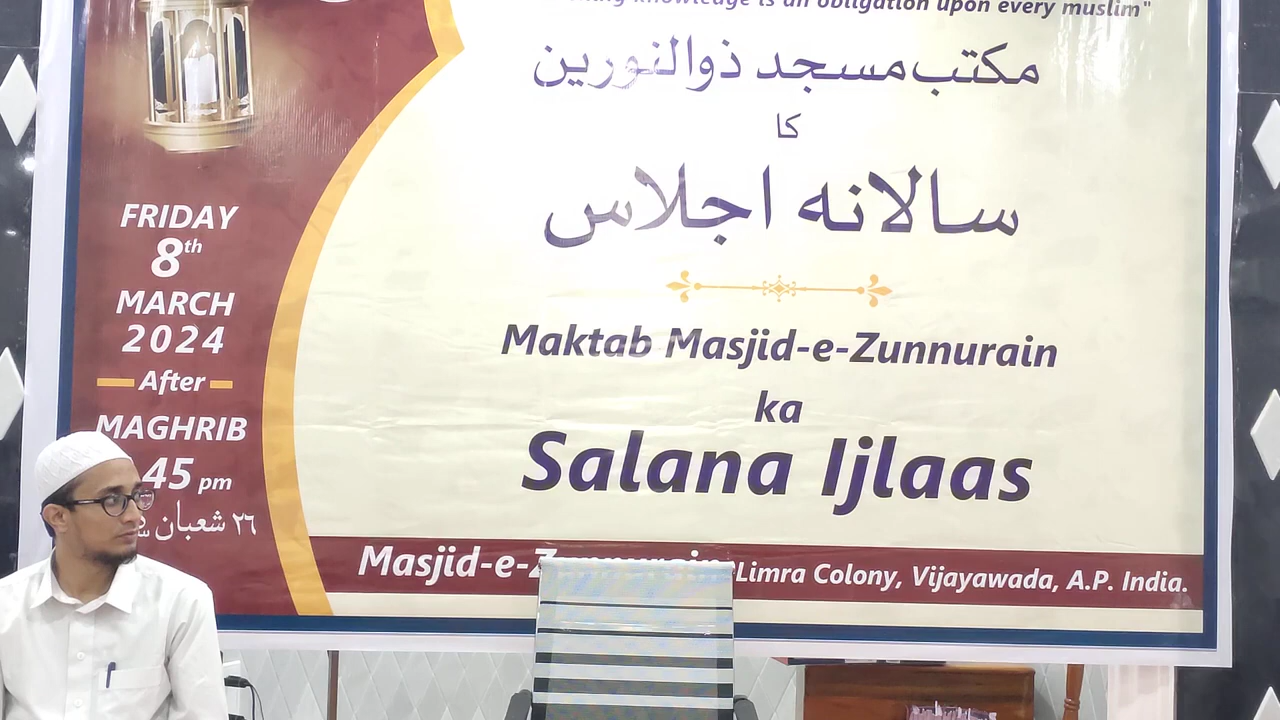 knowledge is an obligation upon every muslim"
مکتب مسجد ذوالنورین
کا
سالانہ اجلاس
Maktab Masjid-e-Zunnurain
ka
Salana Ijlaas
FRIDAY
8th
MARCH
2024
After
MAGHRIB
45 pm
٢٦ شعبان
Masjid-e-Zunnurain Limra Colony, Vijayawada, A.P. India.